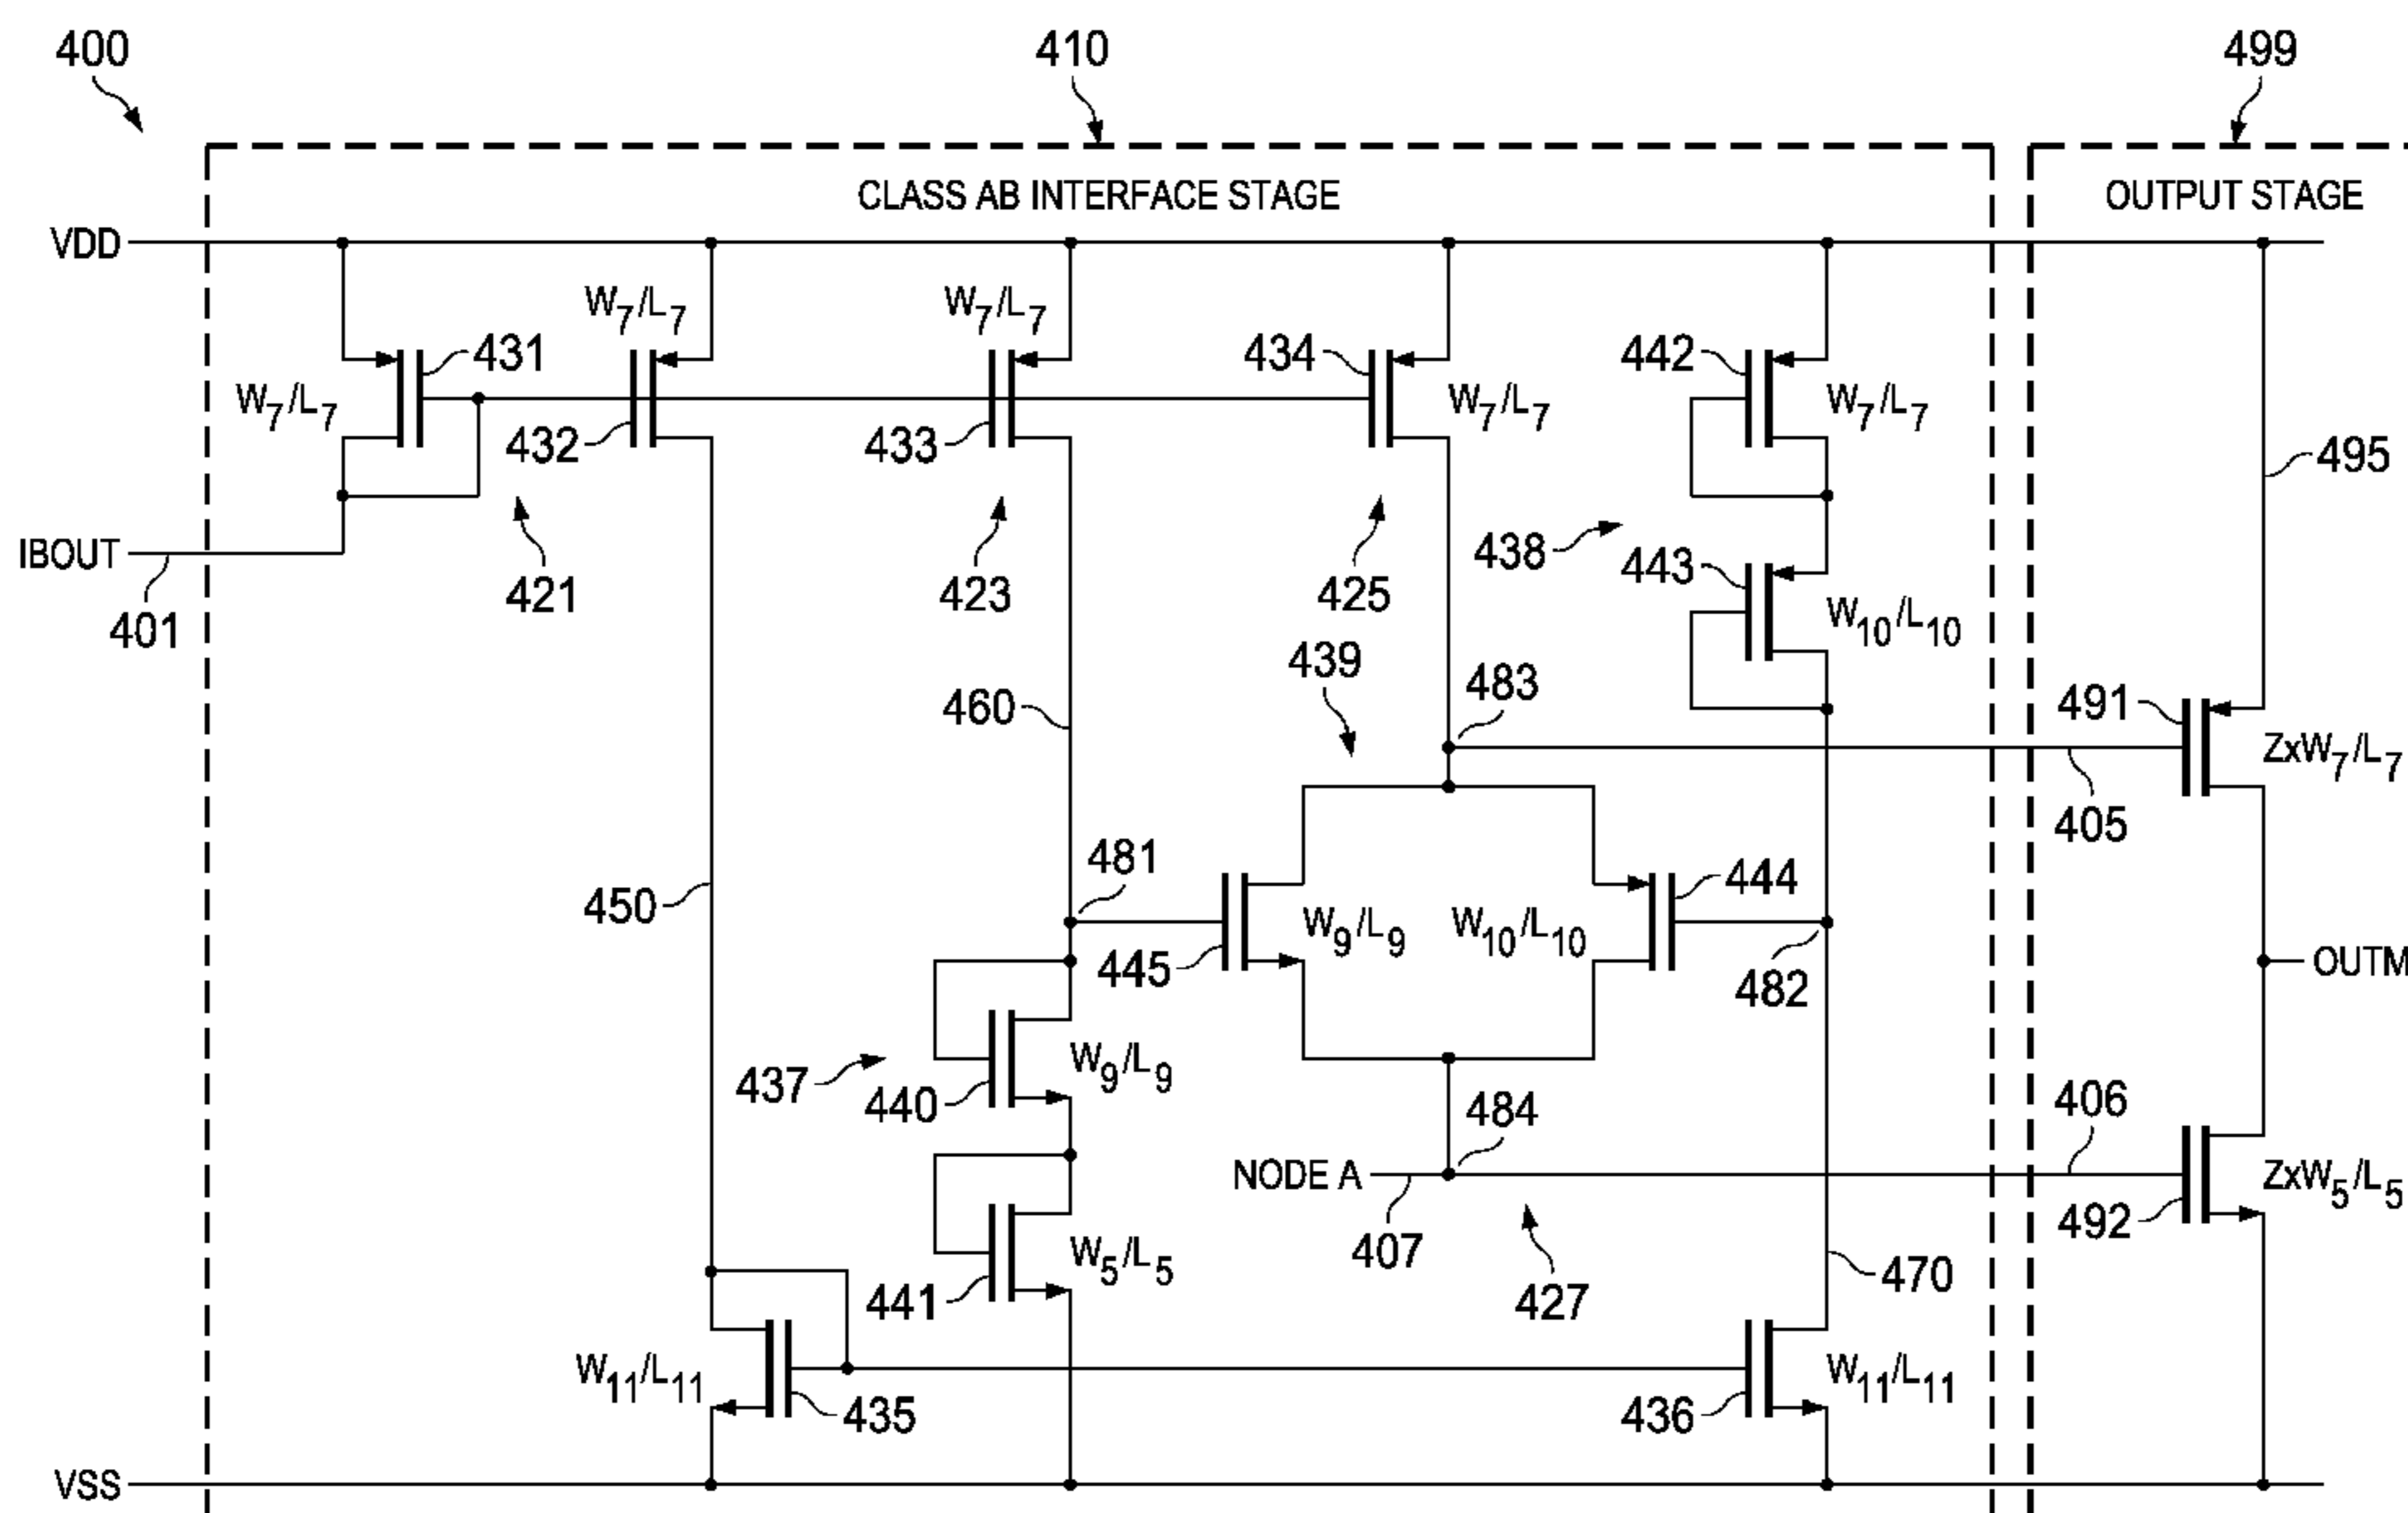 400
410
499
CLASS AB INTERFACE STAGE
OUTPUT STAGE
VDD
W7/L7
W7/L7
431
434
442
W7/L7
W7/L7
W7/L7
432
433
495
IBOUT
438
443
401
421
423
425
W10/L10
439
483
491
460
ZxW7/L7
405
481
444
450
W9/L9
W10/L10
445
482
OUTM
437
440
W9/L9
484
406
NODE A
ZxW5/L5
492
407
441
W5/L5
427
470
W11/L11
435
436
W11/L11
VSS